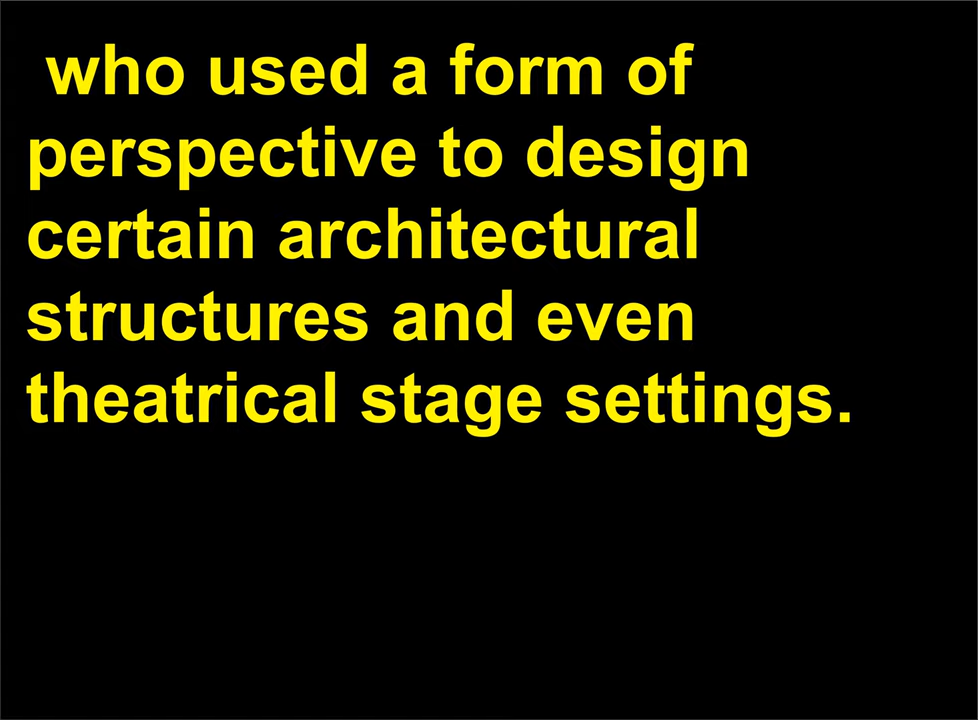 who used a form of
perspective to design
certain architectural
structures and even
theatrical stage settings.